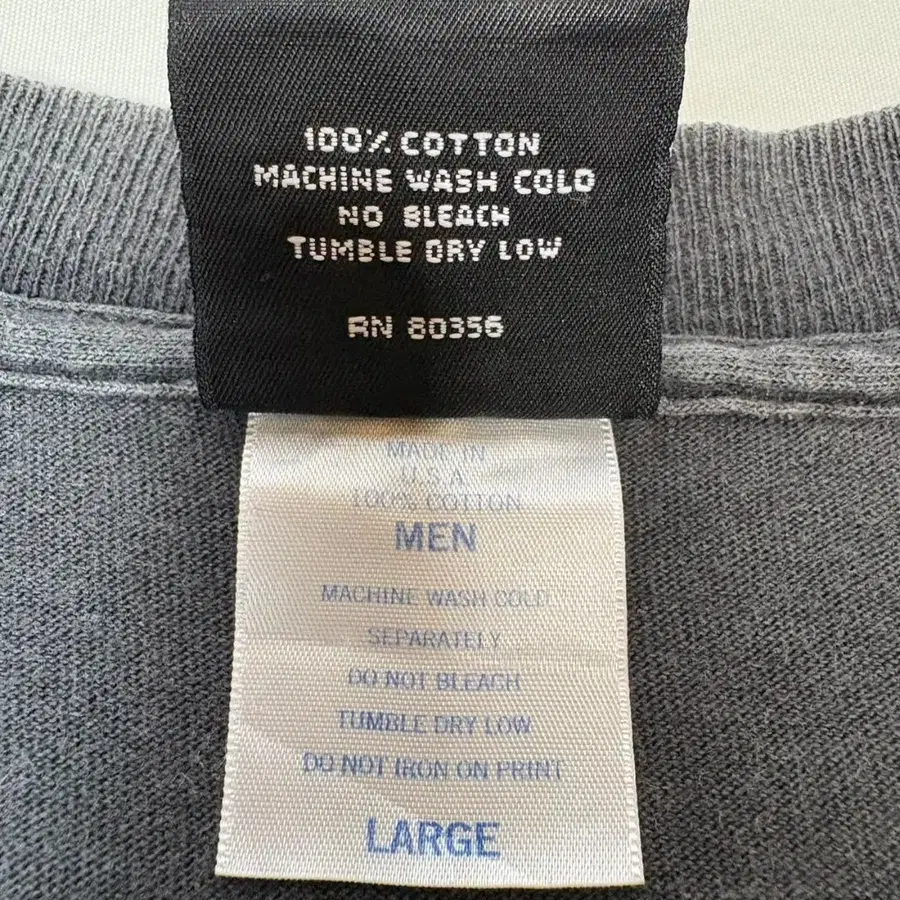 100% COTTON
MACHINE WASH COLD
NO BLEACH
TUMBLE DRY LOW
RN 80356
MADE IN
U.S.A
100% COTTON
MEN
MACHINE WASH COLD
SEPARATELY
DO NOT BLEACH
TUMBLE DRY LOW
DO NOT IRON ON PRINT
LARGE